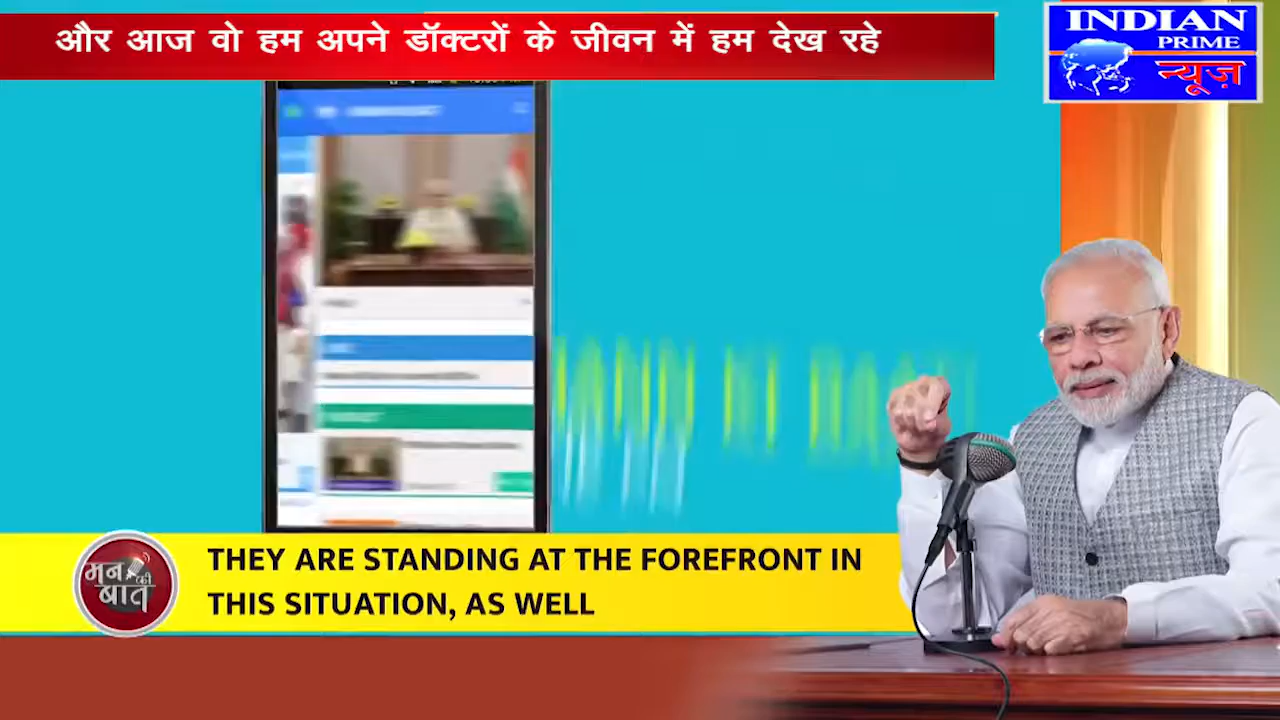 और आज वो हम अपने डॉक्टरों के जीवन में हम देख रहे
INDIAN
PRIME
न्यूज़
मन की
बात
THEY ARE STANDING AT THE FOREFRONT IN
THIS SITUATION, AS WELL